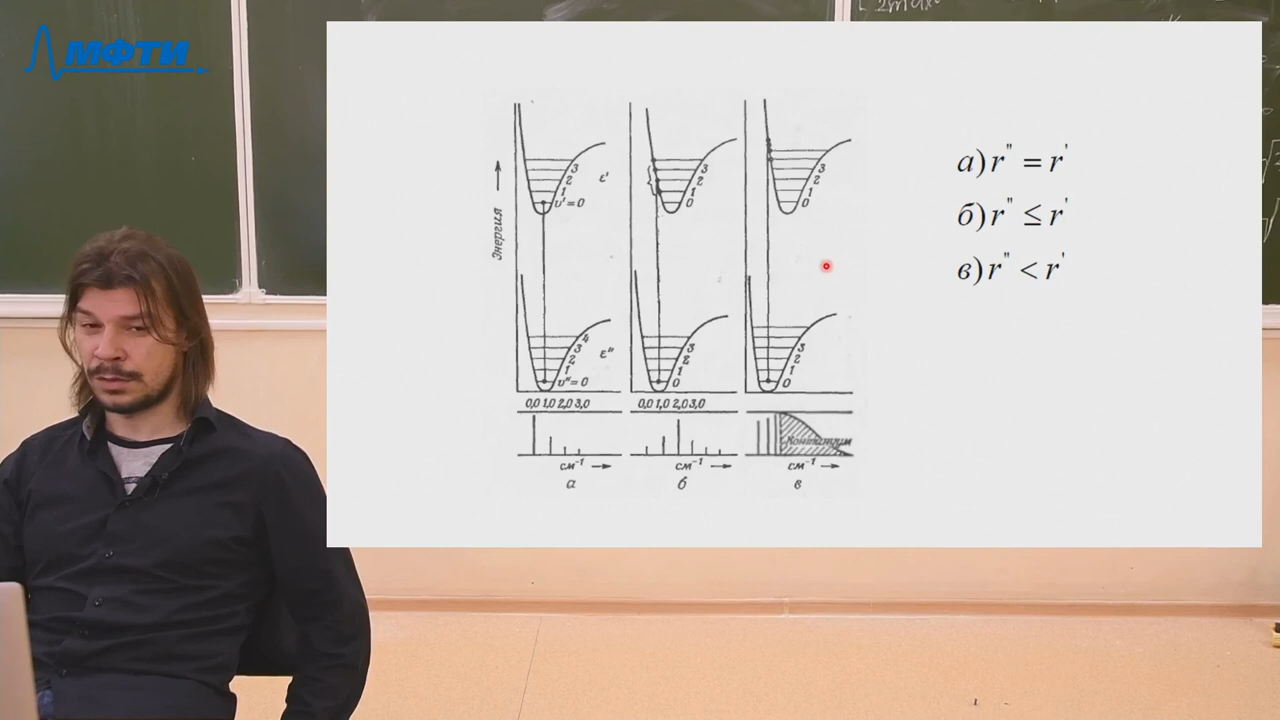 МФТИ
2m dx²
Энергия
3
2
1
υ'=0
ε'
3
2
1
0
3
2
1
0
4
3
2
1
υ"=0
ε"
3
2
1
0
3
2
1
0
0,0 1,0 2,0 3,0
0,0 1,0 2,0 3,0
Континуум
см⁻¹
см⁻¹
см⁻¹
а
б
в
а) r" = r'
б) r" ≤ r'
в) r" < r'